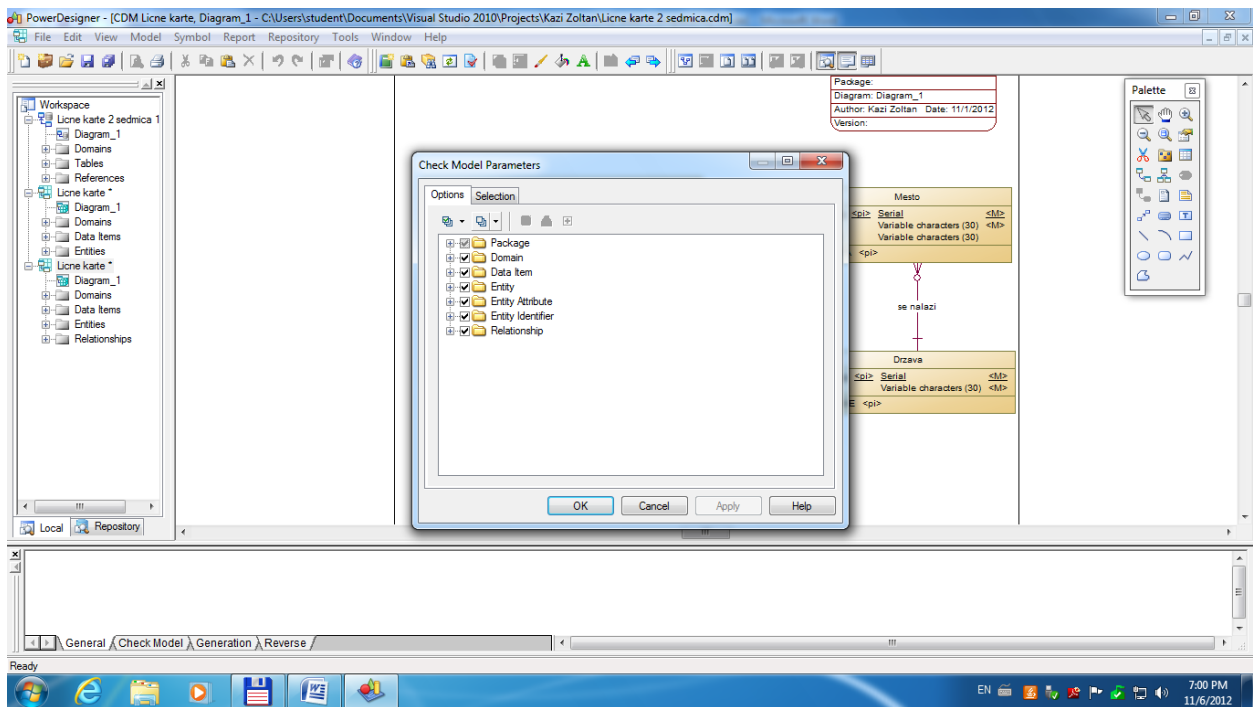 PowerDesigner - [CDM Licne karte, Diagram_1 - C:\Users\student\Documents\Visual Studio 2010\Projects\Kazi Zoltan\Licne karte 2 sedmica.cdm]
File Edit View Model Symbol Report Repository Tools Window Help
Workspace
Licne karte 2 sedmica 1
Diagram_1
Domains
Tables
References
Licne karte *
Diagram_1
Domains
Data Items
Entities
Licne karte *
Diagram_1
Domains
Data Items
Entities
Relationships
Local Repository
Package:
Diagram: Diagram_1
Author: Kazi Zoltan Date: 11/1/2012
Version:
Palette
Check Model Parameters
Options Selection
Package
Domain
Data Item
Entity
Entity Attribute
Entity Identifier
Relationship
OK Cancel Apply Help
Mesto
<pi> Serial <M>
Variable characters (30) <M>
Variable characters (30)
<pi>
se nalazi
Drzava
<pi> Serial <M>
Variable characters (30) <M>
E <pi>
General Check Model Generation Reverse
Ready
EN 7:00 PM
11/6/2012